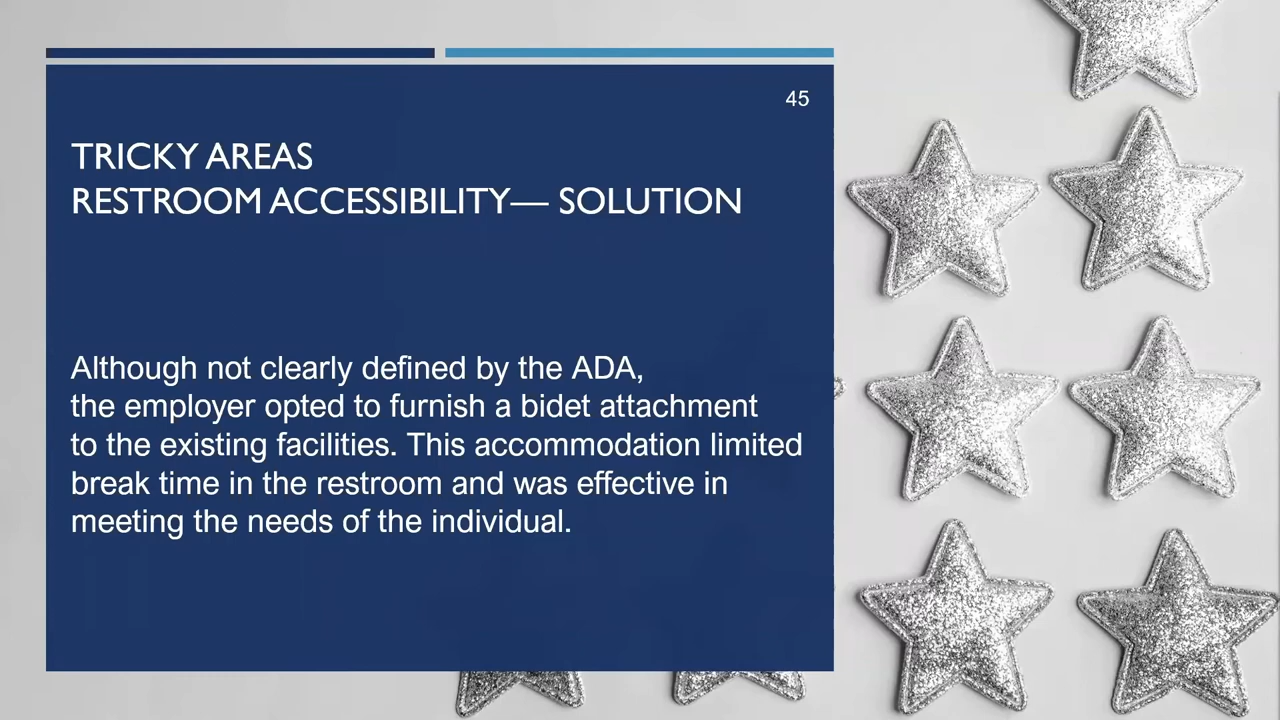 45
TRICKY AREAS
RESTROOM ACCESSIBILITY— SOLUTION
Although not clearly defined by the ADA,
the employer opted to furnish a bidet attachment
to the existing facilities. This accommodation limited
break time in the restroom and was effective in
meeting the needs of the individual.